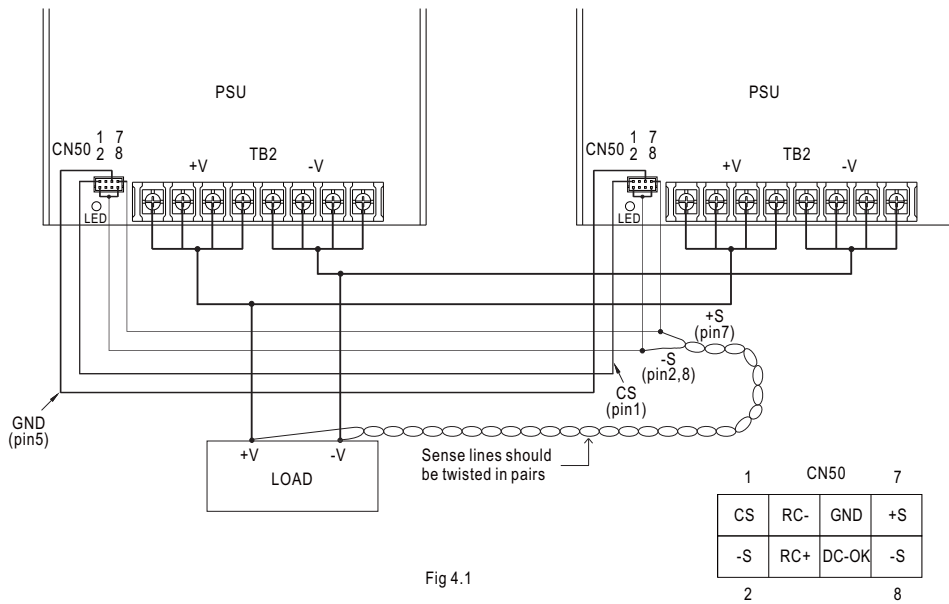 PSU
PSU
1 7
CN50 2 8
+V TB2 -V
LED
1 7
CN50 2 8
+V TB2 -V
LED
+S
(pin7)
-S
(pin2,8)
CS
(pin1)
GND
(pin5)
+V -V
LOAD
Sense lines should
be twisted in pairs
1 CN50 7
CS RC- GND +S
-S RC+ DC-OK -S
2 8
Fig 4.1